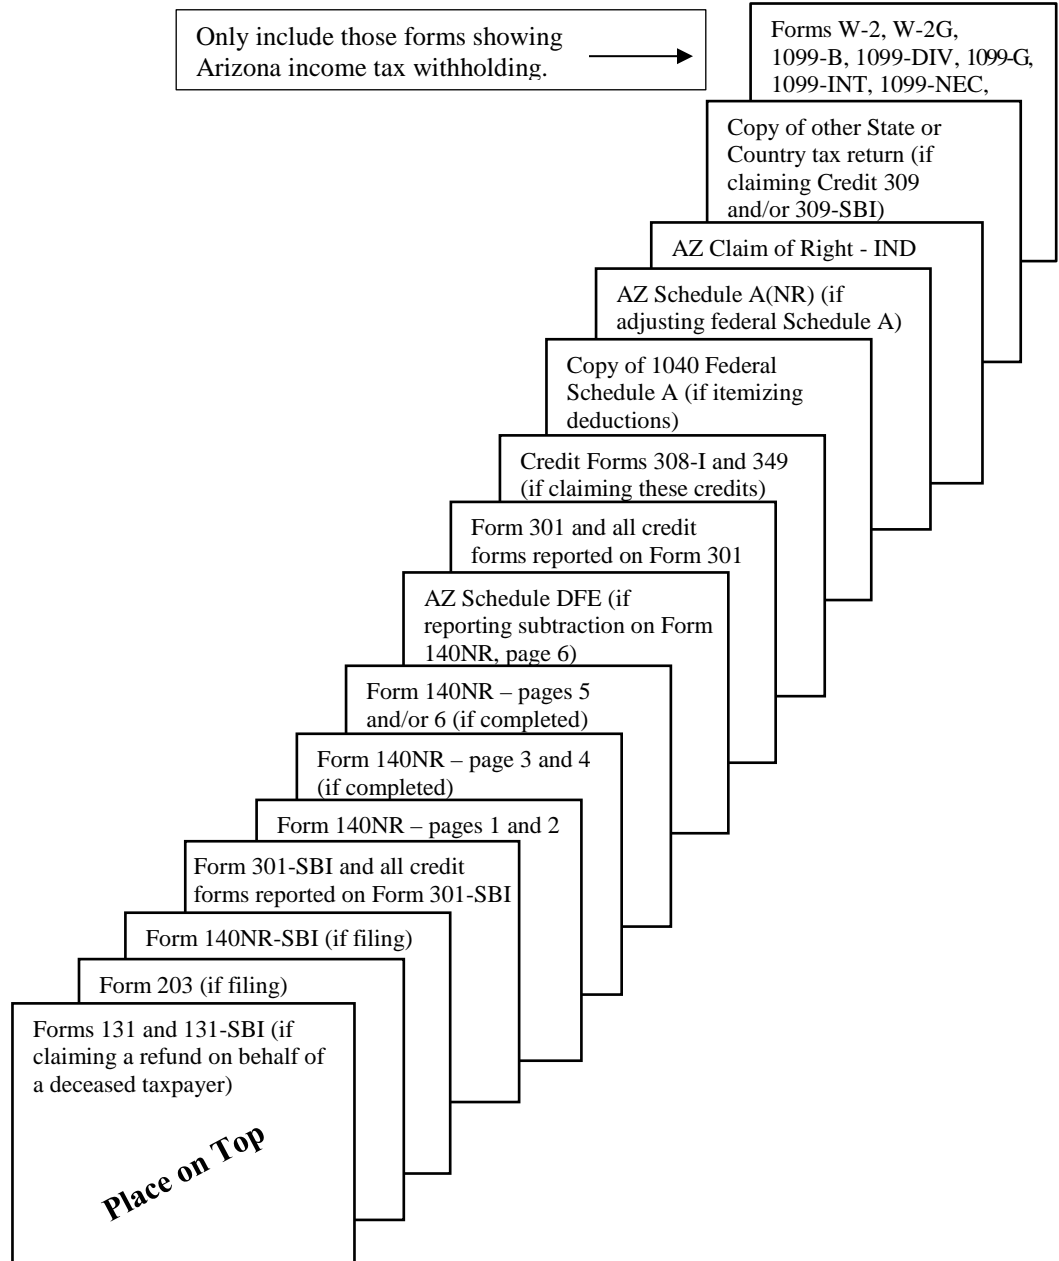 Only include those forms showing
Arizona income tax withholding.
Forms W-2, W-2G,
1099-B, 1099-DIV, 1099-G,
1099-INT, 1099-NEC,
Copy of other State or
Country tax return (if
claiming Credit 309
and/or 309-SBI)
AZ Claim of Right - IND
AZ Schedule A(NR) (if
adjusting federal Schedule A)
Copy of 1040 Federal
Schedule A (if itemizing
deductions)
Credit Forms 308-I and 349
(if claiming these credits)
Form 301 and all credit
forms reported on Form 301
AZ Schedule DFE (if
reporting subtraction on Form
140NR, page 6)
Form 140NR – pages 5
and/or 6 (if completed)
Form 140NR – page 3 and 4
(if completed)
Form 140NR – pages 1 and 2
Form 301-SBI and all credit
forms reported on Form 301-SBI
Form 140NR-SBI (if filing)
Form 203 (if filing)
Forms 131 and 131-SBI (if
claiming a refund on behalf of
a deceased taxpayer)
Place on Top